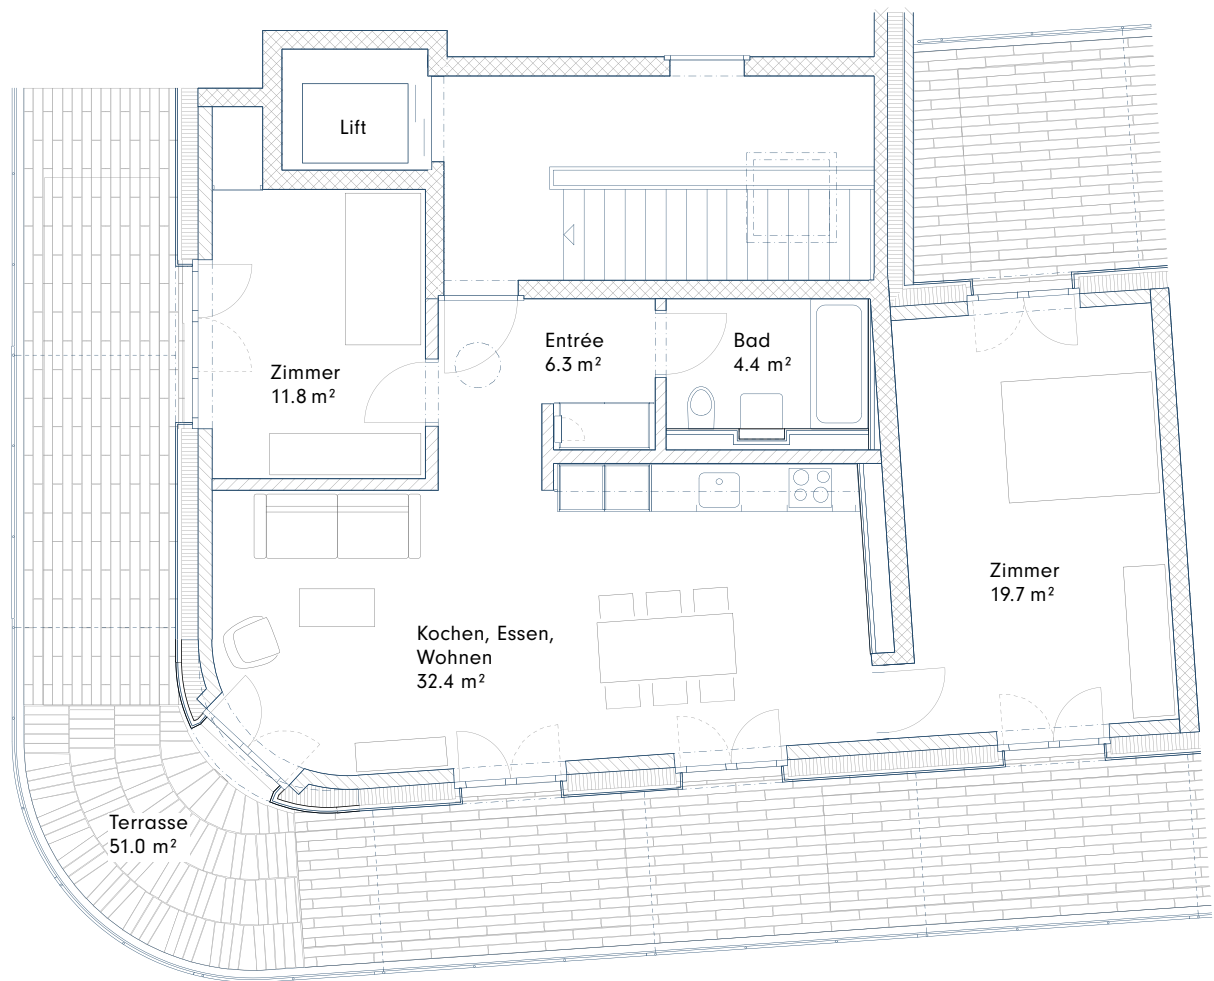 Lift
Entrée
6.3 m²
Bad
4.4 m²
Zimmer
11.8 m²
Zimmer
19.7 m²
Kochen, Essen,
Wohnen
32.4 m²
Terrasse
51.0 m²